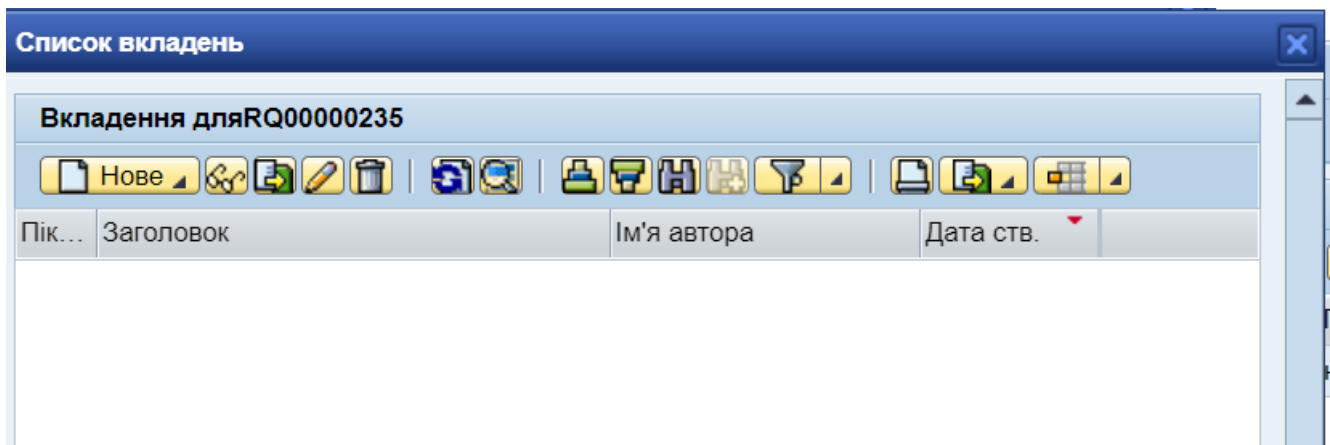 Список вкладень
Вкладення дляRQ00000235
Нове
Пік... Заголовок Ім'я автора Дата ств.